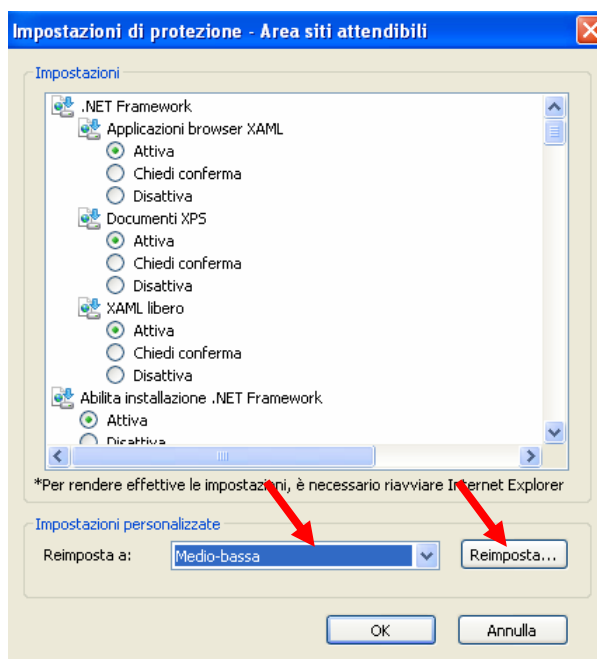 Impostazioni di protezione - Area siti attendibili
Impostazioni
.NET Framework
Applicazioni browser XAML
Attiva
Chiedi conferma
Disattiva
Documenti XPS
Attiva
Chiedi conferma
Disattiva
XAML libero
Attiva
Chiedi conferma
Disattiva
Abilita installazione .NET Framework
Attiva
Disattiva
*Per rendere effettive le impostazioni, è necessario riavviare Internet Explorer
Impostazioni personalizzate
Reimposta a:
Medio-bassa
Reimposta...
OK
Annulla